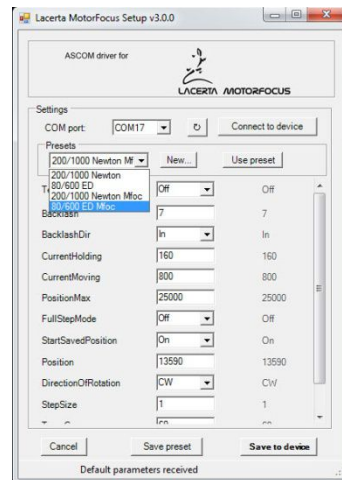 Lacerta MotorFocus Setup v3.0.0
ASCOM driver for
LACERTA MOTORFOCUS
Settings
COM port: COM17 Connect to device
Presets
200/1000 Newton Mf New... Use preset
200/1000 Newton
80/600 ED
200/1000 Newton Mfoc
80/600 ED Mfoc
Off Off
Backlash 7 7
BacklashDir In In
CurrentHolding 160 160
CurrentMoving 800 800
PositionMax 25000 25000
FullStepMode Off Off
StartSavedPosition On On
Position 13590 13590
DirectionOfRotation CW CW
StepSize 1 1
Cancel Save preset Save to device
Default parameters received